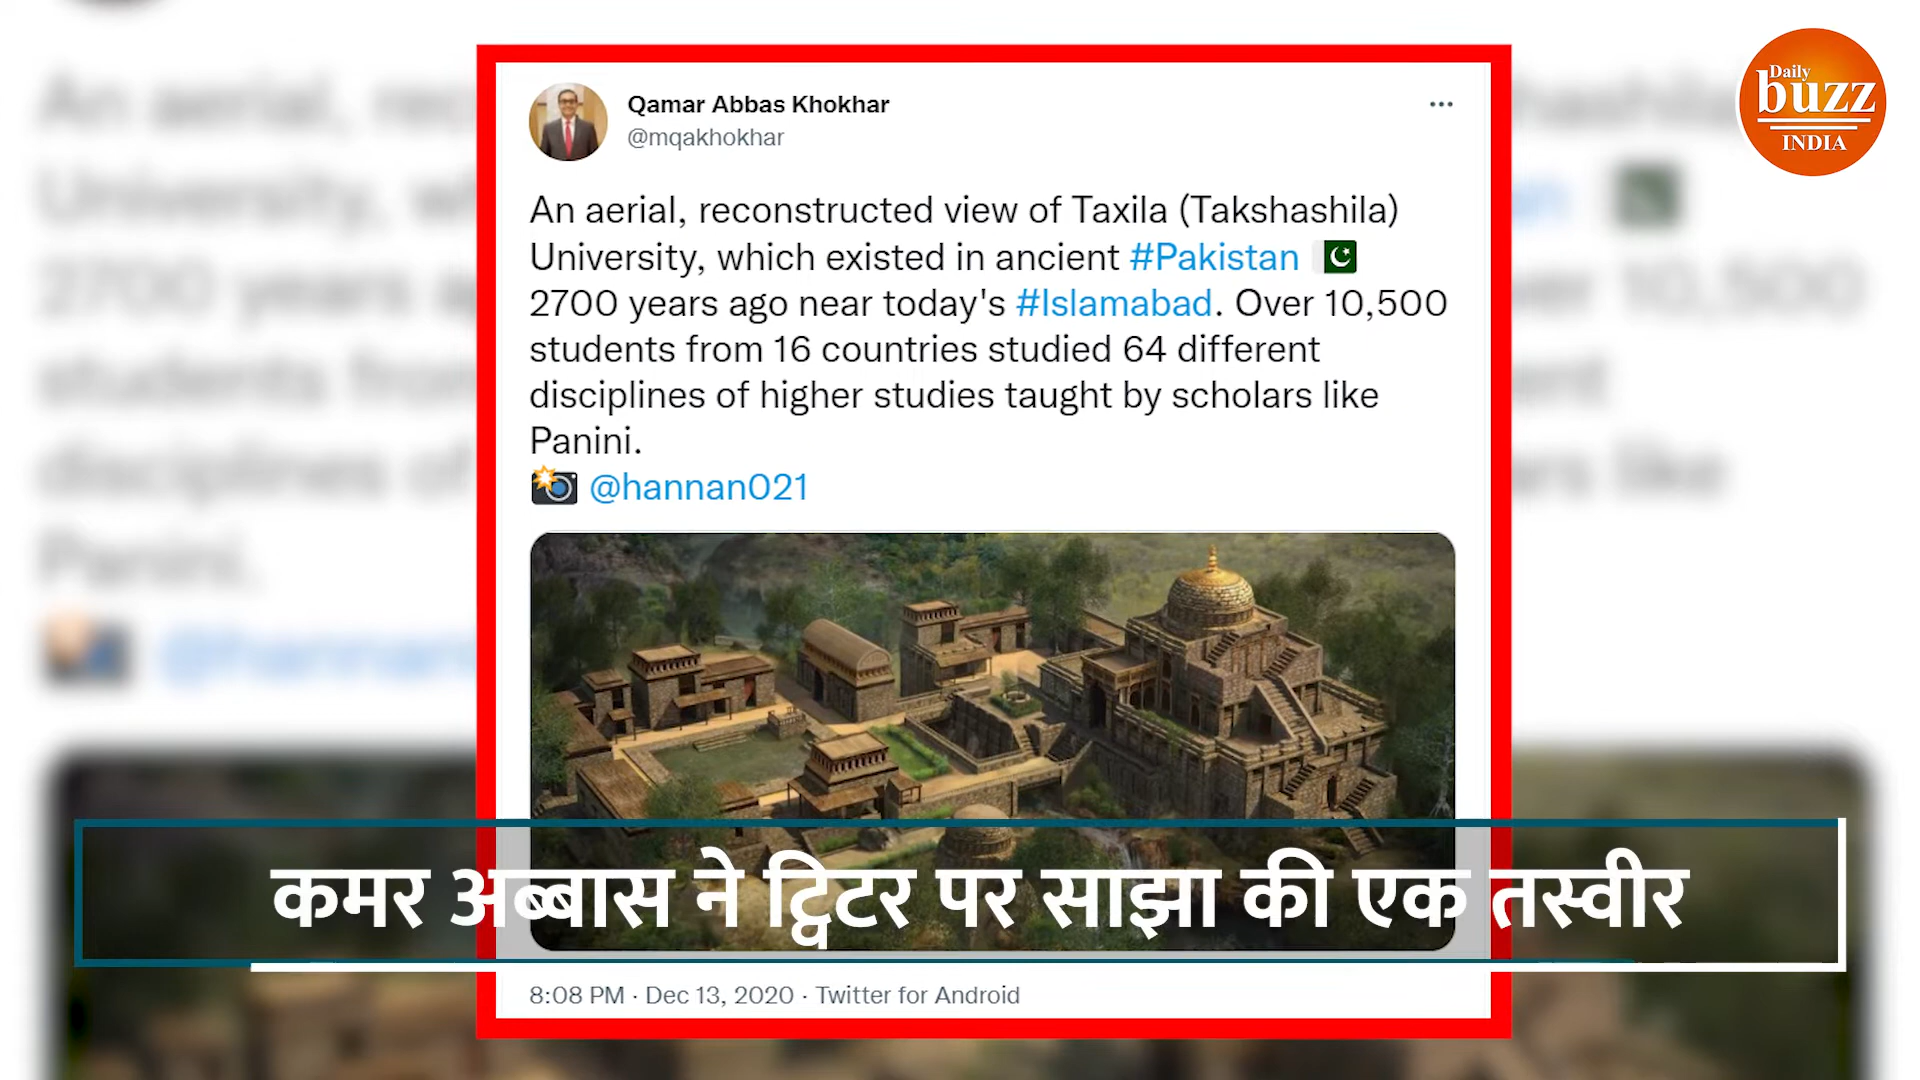 Daily
buzz
INDIA
Qamar Abbas Khokhar
@mqakhokhar
An aerial, reconstructed view of Taxila (Takshashila)
University, which existed in ancient #Pakistan 🇵🇰
2700 years ago near today's #Islamabad. Over 10,500
students from 16 countries studied 64 different
disciplines of higher studies taught by scholars like
Panini.
📸 @hannan021
कमर अब्बास ने ट्विटर पर साझा की एक तस्वीर
8:08 PM · Dec 13, 2020 · Twitter for Android